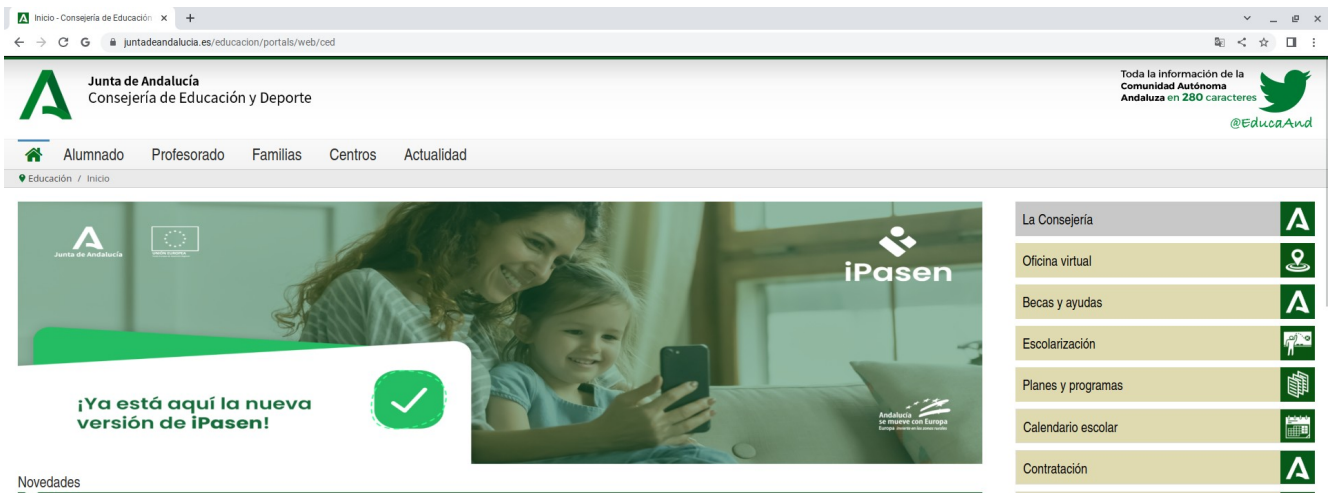 Inicio - Consejería de Educación
juntadeandalucia.es/educacion/portals/web/ced
Junta de Andalucía
Consejería de Educación y Deporte
Toda la información de la
Comunidad Autónoma
Andaluza en 280 caracteres
@EducaAnd
Alumnado Profesorado Familias Centros Actualidad
Educación / Inicio
Junta de Andalucía
UNIÓN EUROPEA
iPasen
¡Ya está aquí la nueva
versión de iPasen!
Andalucía
se mueve con Europa
La Consejería
Oficina virtual
Becas y ayudas
Escolarización
Planes y programas
Calendario escolar
Contratación
Novedades